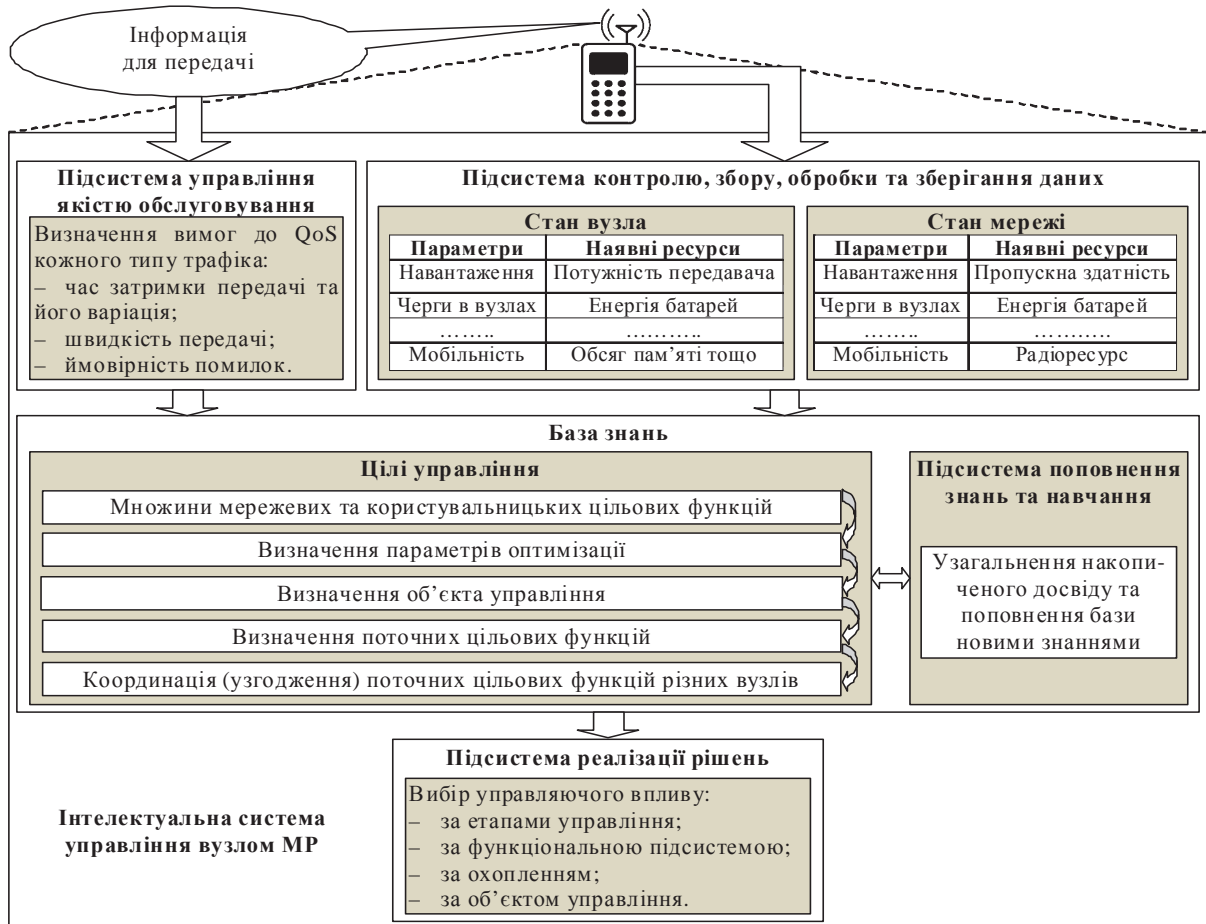 Інформація
для передачі
Підсистема управління
якістю обслуговування
Визначення вимог до QoS
кожного типу трафіка:
– час затримки передачі та
його варіація;
– швидкість передачі;
– ймовірність помилок.
Підсистема контролю, збору, обробки та зберігання даних
Стан вузла
Параметри Наявні ресурси
Навантаження Потужність передавача
Черги в вузлах Енергія батарей
…….. ……….
Мобільність Обсяг пам’яті тощо
Стан мережі
Параметри Наявні ресурси
Навантаження Пропускна здатність
Черги в вузлах Енергія батарей
…….. ……….
Мобільність Радіоресурс
База знань
Цілі управління
Множини мережевих та користувальницьких цільових функцій
Визначення параметрів оптимізації
Визначення об’єкта управління
Визначення поточних цільових функцій
Координація (узгодження) поточних цільових функцій різних вузлів
Підсистема поповнення
знань та навчання
Узагальнення накопи-
ченого досвіду та
поповнення бази
новими знаннями
Підсистема реалізації рішень
Вибір управляючого впливу:
– за етапами управління;
– за функціональною підсистемою;
– за охопленням;
– за об’єктом управління.
Інтелектуальна система
управління вузлом МР